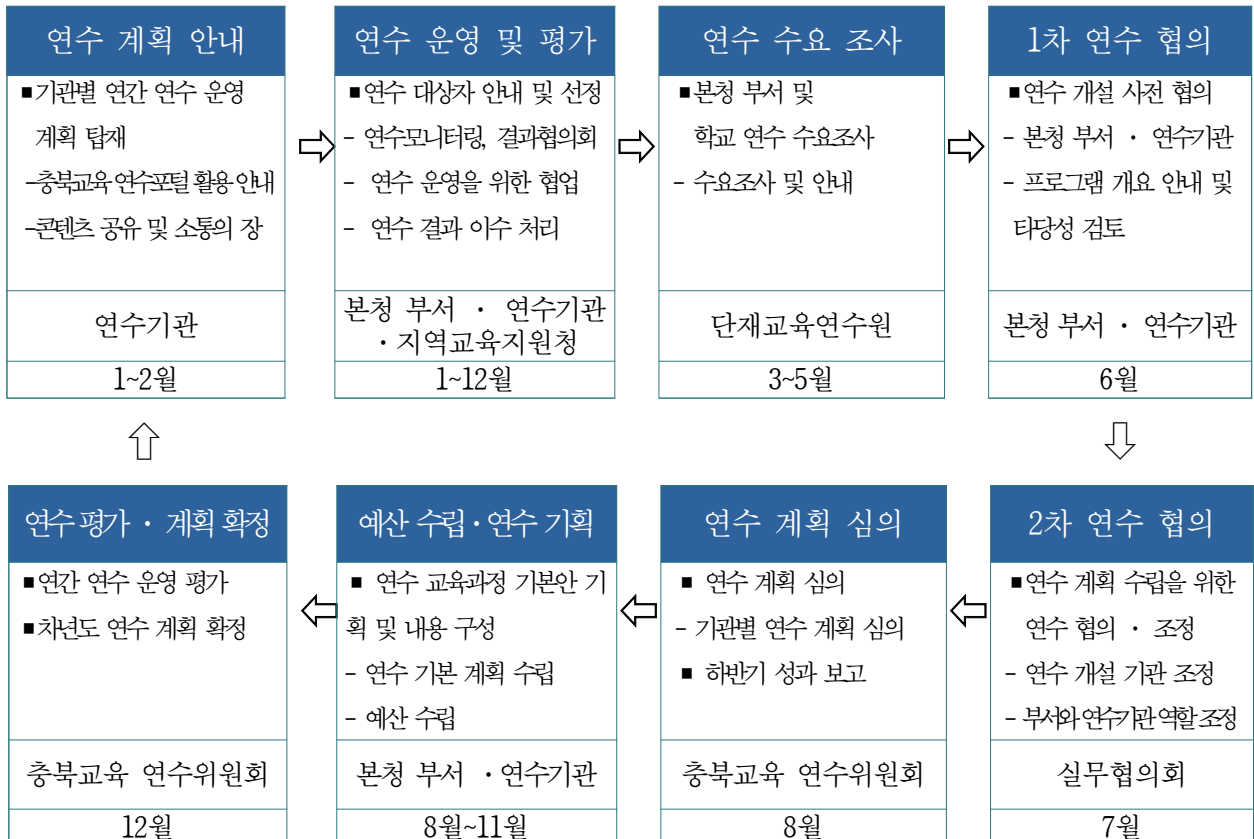 연수 계획 안내
■기관별 연간 연수 운영
계획 탑재
-충북교육 연수포털 활용 안내
-콘텐츠 공유 및 소통의 장
연수기관
1~2월
연수 운영 및 평가
■연수 대상자 안내 및 선정
- 연수모니터링, 결과협의회
- 연수 운영을 위한 협업
- 연수 결과 이수 처리
본청 부서 · 연수기관
· 지역교육지원청
1~12월
연수 수요 조사
■본청 부서 및
학교 연수 수요조사
- 수요조사 및 안내
단재교육연수원
3~5월
1차 연수 협의
■연수 개설 사전 협의
- 본청 부서 · 연수기관
- 프로그램 개요 안내 및
타당성 검토
본청 부서 · 연수기관
6월
2차 연수 협의
■연수 계획 수립을 위한
연수 협의 · 조정
- 연수 개설 기관 조정
- 부서와 연수기관 역할 조정
실무협의회
7월
연수 계획 심의
■ 연수 계획 심의
- 기관별 연수 계획 심의
■ 하반기 성과 보고
충북교육 연수위원회
8월
예산 수립·연수 기획
■ 연수 교육과정 기본안 기
획 및 내용 구성
- 연수 기본 계획 수립
- 예산 수립
본청 부서 ·연수기관
8월~11월
연수 평가 · 계획 확정
■연간 연수 운영 평가
■차년도 연수 계획 확정
충북교육 연수위원회
12월